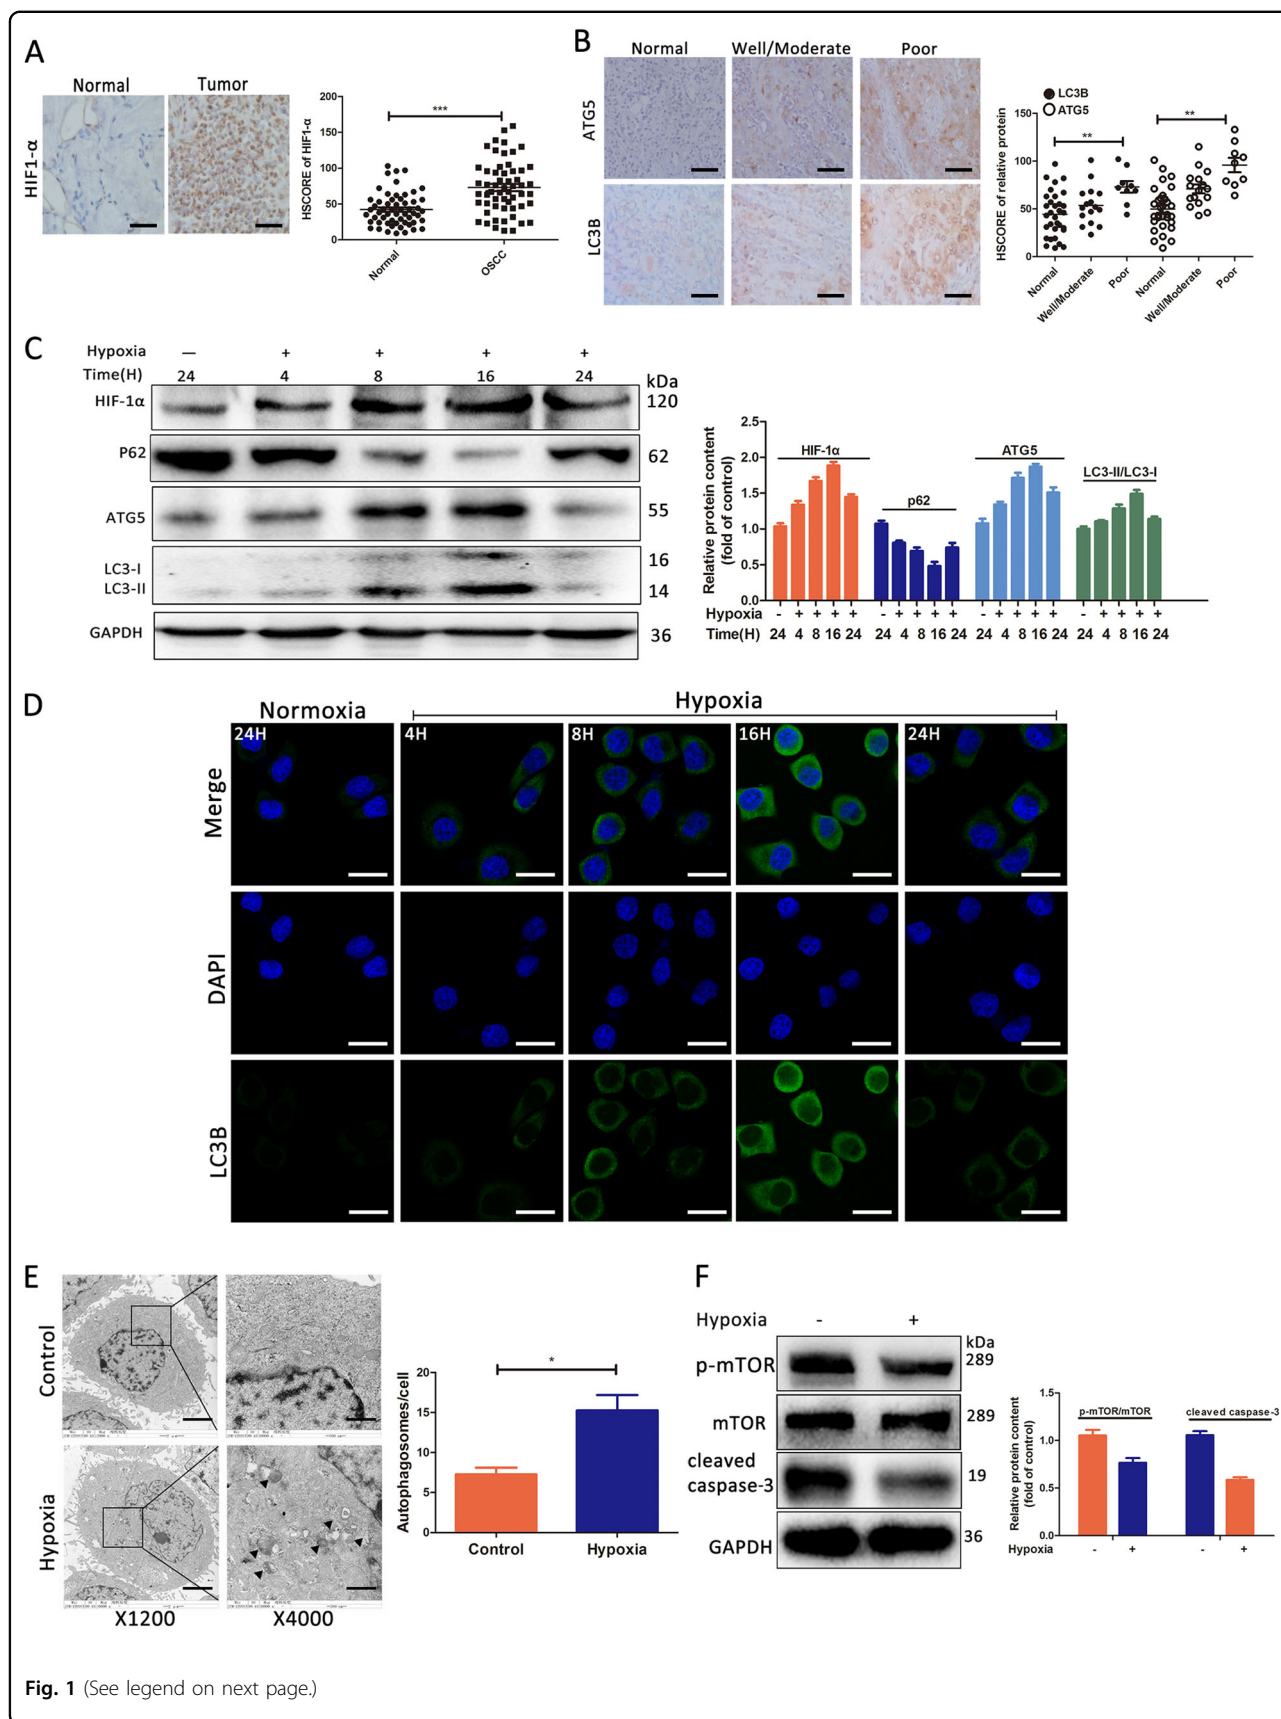 A
Normal
Tumor
HIF1-α
HSCORE of HIF1-α
200
150
100
50
0
***
Normal
OSCC
B
Normal
Well/Moderate
Poor
ATG5
LC3B
LC3B
ATG5
HSCORE of relative protein
150
100
50
0
**
**
Normal
Well/Moderate
Poor
Normal
Well/Moderate
Poor
C
Hypoxia — + + + +
Time(H) 24 4 8 16 24
kDa
HIF-1α 120
P62 62
ATG5 55
LC3-I 16
LC3-II 14
GAPDH 36
Relative protein content
(fold of control)
2.5
2.0
1.5
1.0
0.5
0.0
HIF-1α
p62
ATG5
LC3-II/LC3-I
Hypoxia - + + + + - + + + + - + + + + - + + + +
Time(H) 24 4 8 16 24 24 4 8 16 24 24 4 8 16 24 24 4 8 16 24
D
Normoxia
Hypoxia
24H
4H
8H
16H
24H
Merge
DAPI
LC3B
E
Control
Hypoxia
X1200
X4000
Autophagosomes/cell
20
15
10
5
0
*
Control
Hypoxia
F
Hypoxia - +
kDa
p-mTOR 289
mTOR 289
cleaved
caspase-3 19
GAPDH 36
Relative protein content
(fold of control)
1.5
1.0
0.5
0.0
p-mTOR/mTOR
cleaved caspase-3
Hypoxia - + - +
Fig. 1 (See legend on next page.)